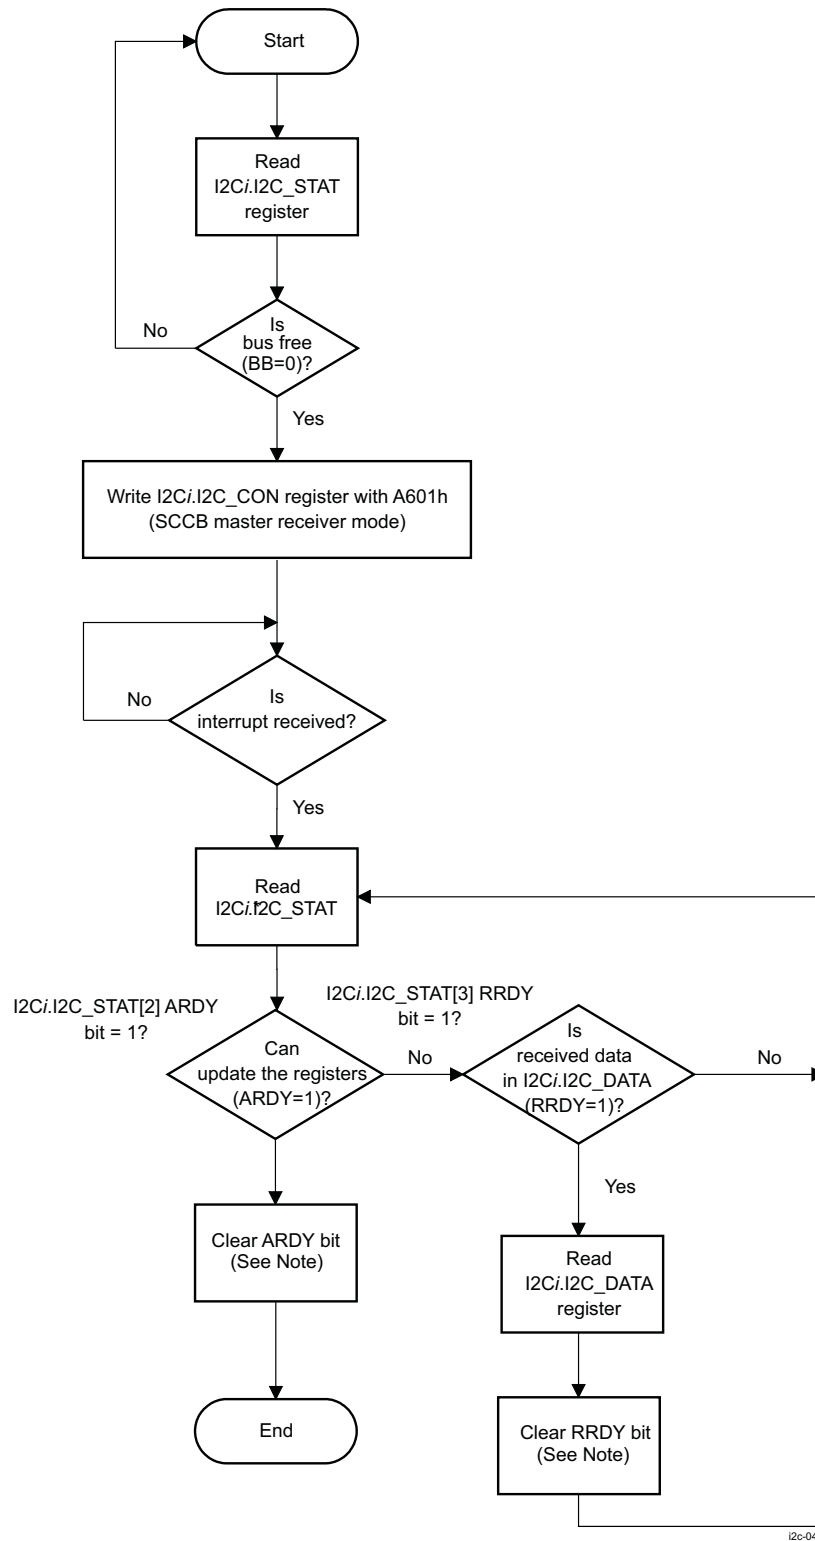 Start
Read
I2Ci.I2C_STAT
register
Is
bus free
(BB=0)?
No
Yes
Write I2Ci.I2C_CON register with A601h
(SCCB master receiver mode)
Is
interrupt received?
No
Yes
Read
I2Ci.I2C_STAT
I2Ci.I2C_STAT[2] ARDY
bit = 1?
I2Ci.I2C_STAT[3] RRDY
bit = 1?
Can
update the registers
(ARDY=1)?
No
Is
received data
in I2Ci.I2C_DATA
(RRDY=1)?
No
Yes
Clear ARDY bit
(See Note)
Read
I2Ci.I2C_DATA
register
End
Clear RRDY bit
(See Note)
i2c-04